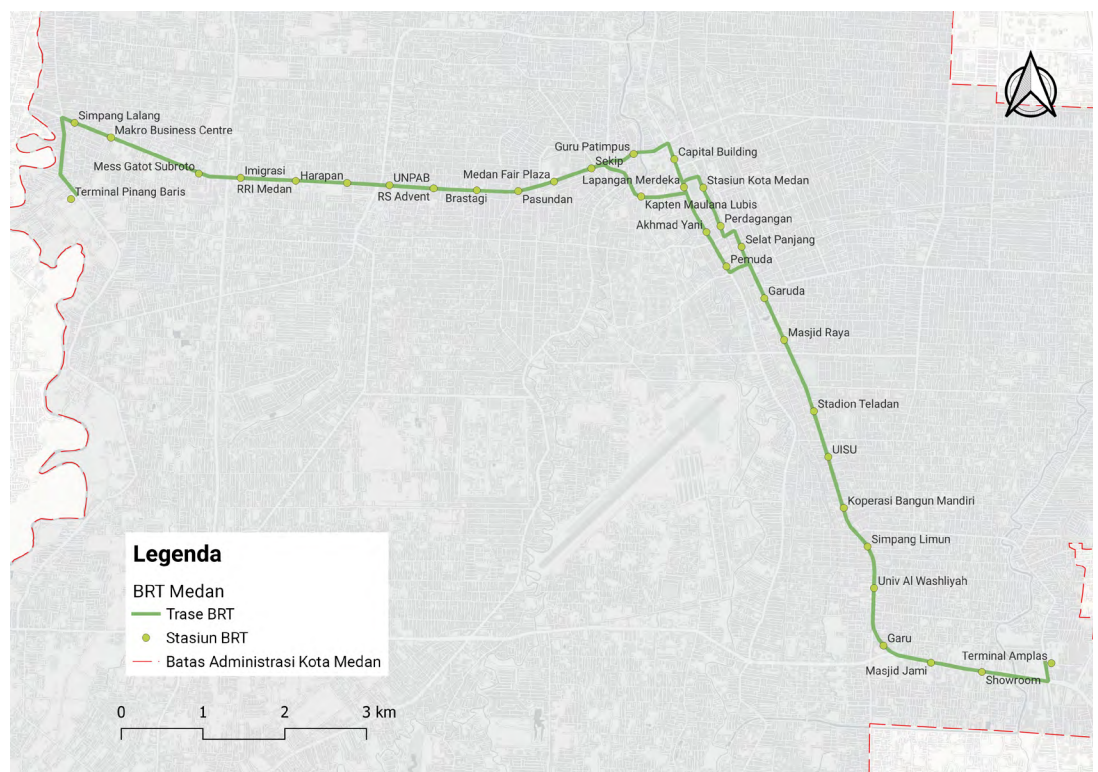 Simpang Lalang
Makro Business Centre
Guru Patimpus
Capital Building
Mess Gatot Subroto
Imigrasi
Harapan
UNPAB
Medan Fair Plaza
Sekip
Lapangan Merdeka
Stasiun Kota Medan
Terminal Pinang Baris
RRI Medan
RS Advent
Brastagi
Pasundan
Kapten Maulana Lubis
Akhmad Yani
Perdagangan
Selat Panjang
Pemuda
Garuda
Masjid Raya
Stadion Teladan
UISU
Koperasi Bangun Mandiri
Simpang Limun
Univ Al Washliyah
Garu
Terminal Amplas
Masjid Jami
Showroom
Legenda
BRT Medan
Trase BRT
Stasiun BRT
Batas Administrasi Kota Medan
0 1 2 3 km